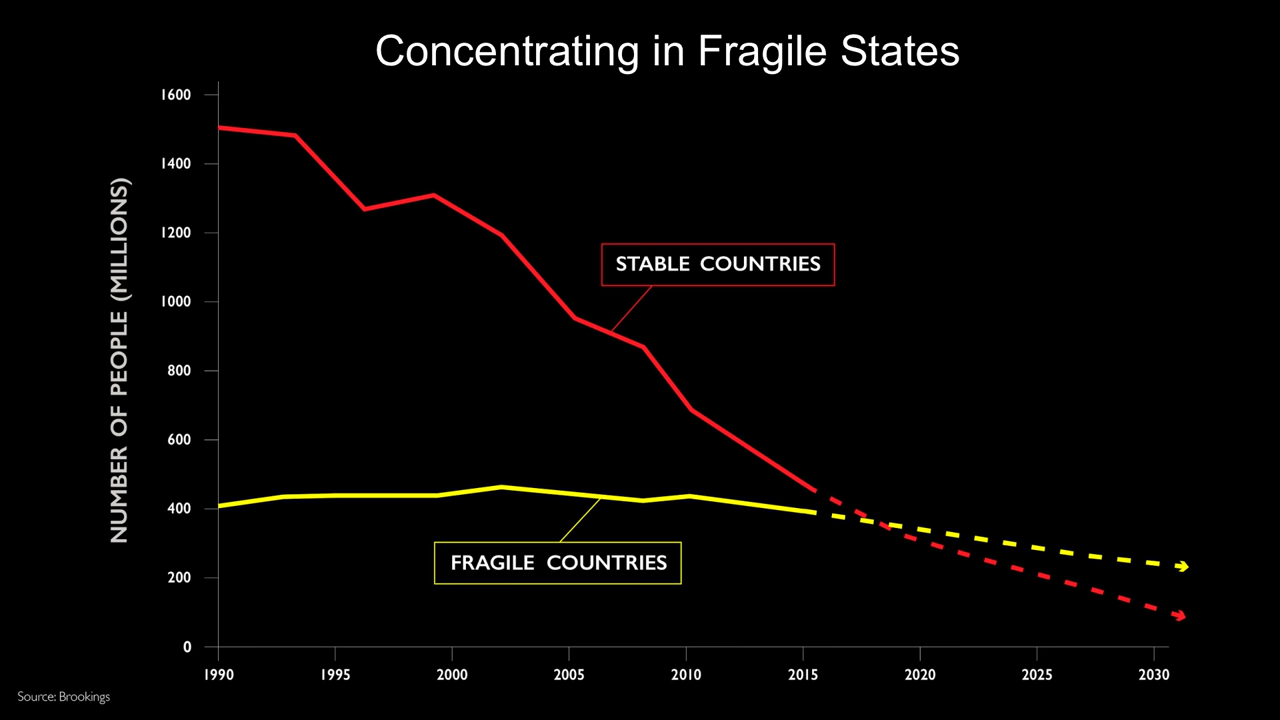 Concentrating in Fragile States
NUMBER OF PEOPLE (MILLIONS)
1600
1400
1200
1000
800
600
400
200
0
STABLE COUNTRIES
FRAGILE COUNTRIES
1990 1995 2000 2005 2010 2015 2020 2025 2030
Source: Brookings